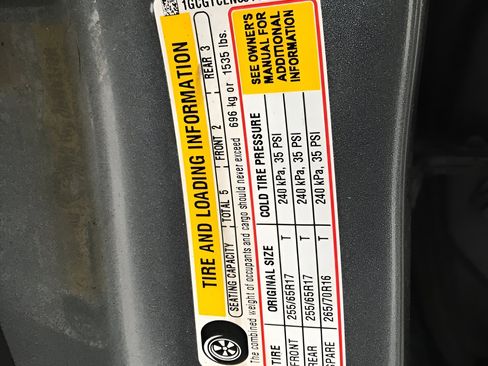 TIRE AND LOADING INFORMATION
SEATING CAPACITY TOTAL 5 FRONT 2 REAR 3
The combined weight of occupants and cargo should never exceed 696 kg or 1535 lbs.
TIRE ORIGINAL SIZE COLD TIRE PRESSURE
FRONT 255/65R17 T 240 kPa, 35 PSI
REAR 255/65R17 T 240 kPa, 35 PSI
SPARE 265/70R16 T 240 kPa, 35 PSI
SEE OWNER'S
MANUAL FOR
ADDITIONAL
INFORMATION